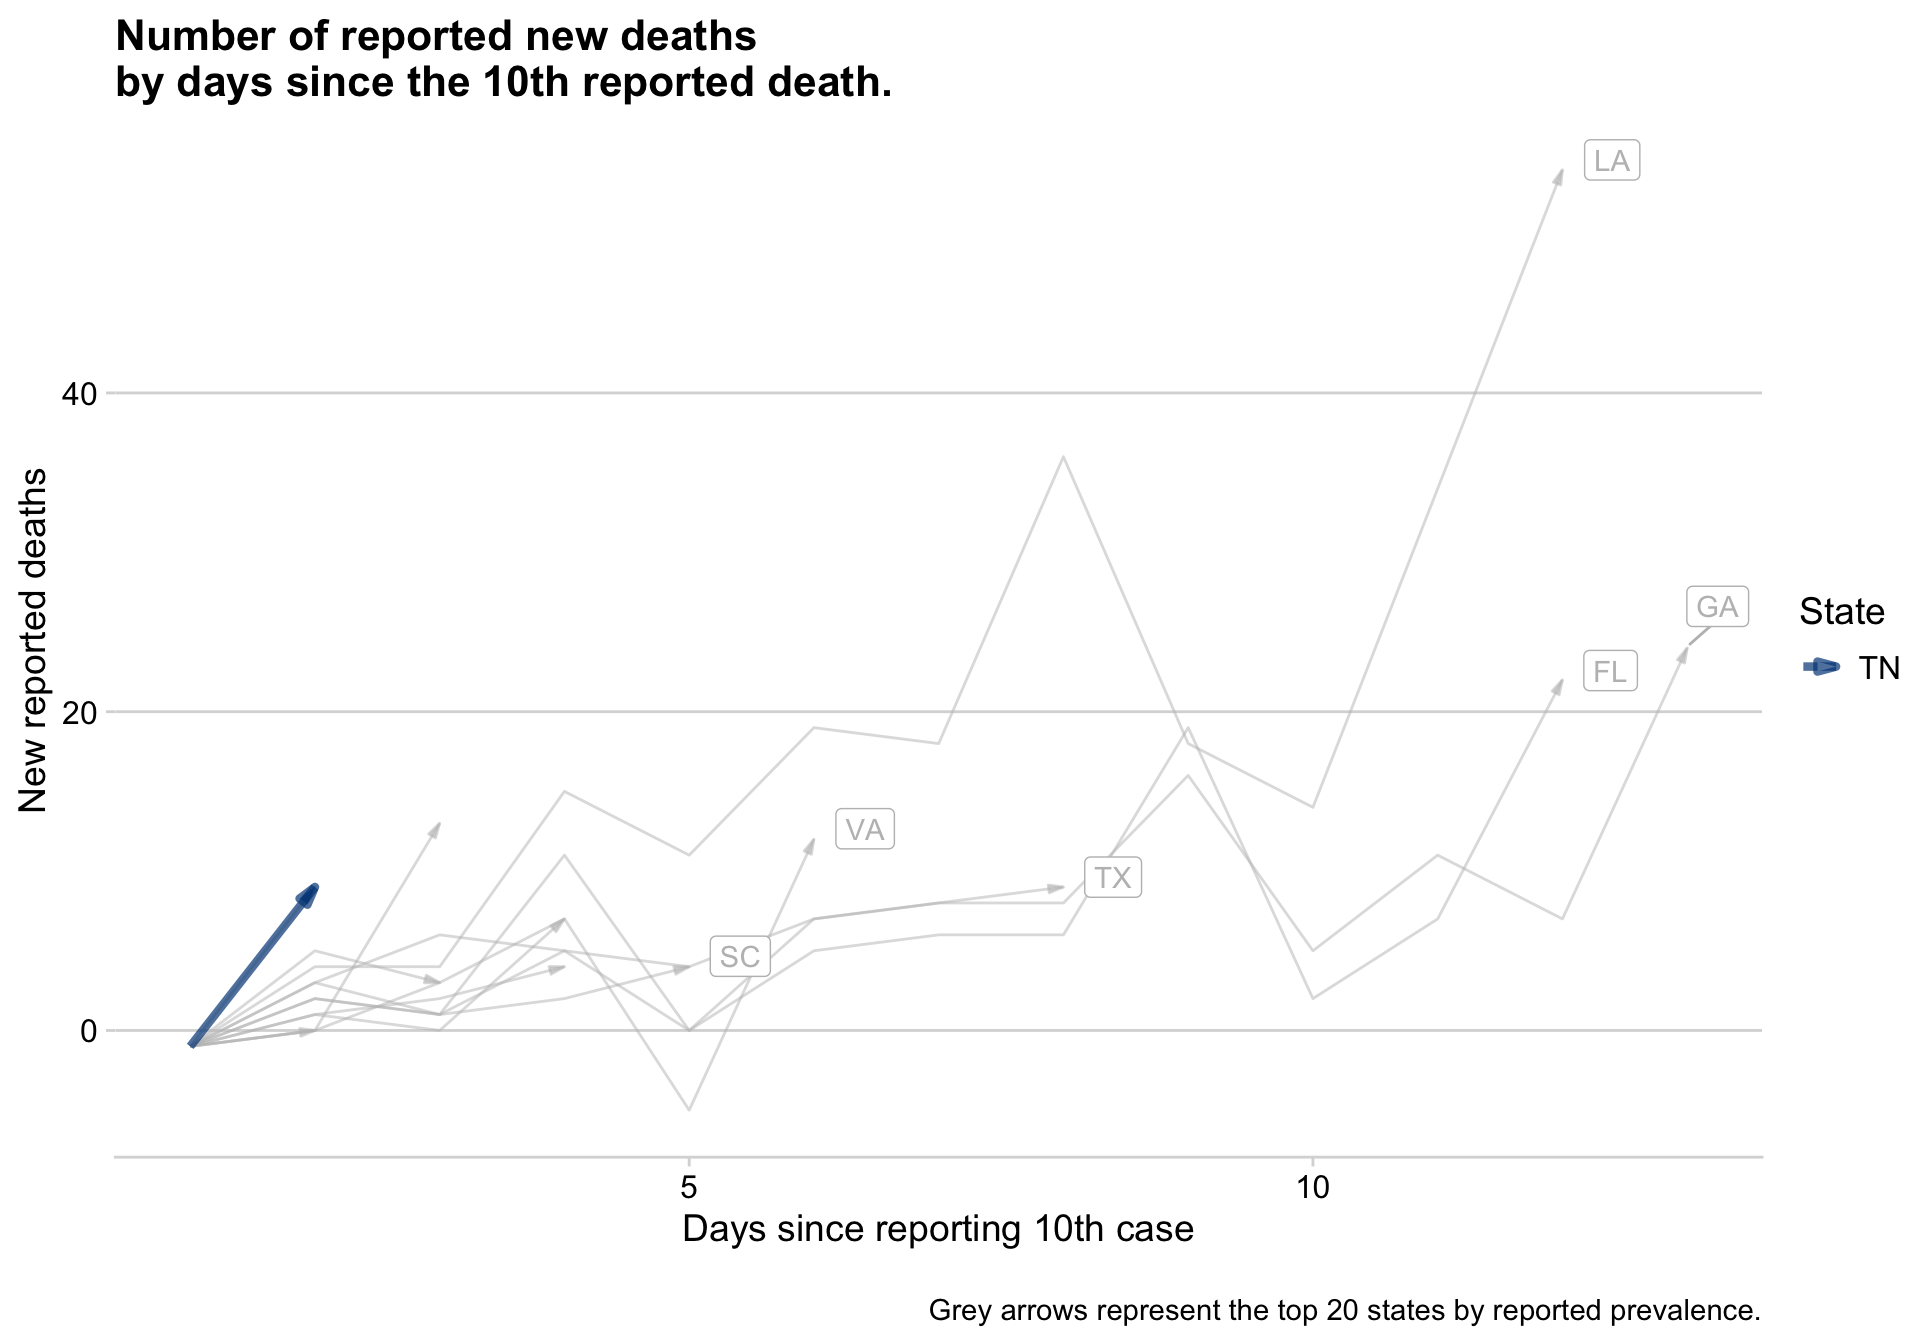 Number of reported new deaths
by days since the 10th reported death.
LA
40
New reported deaths
GA
State
FL
TN
20
VA
TX
SC
0
5
10
Days since reporting 10th case
Grey arrows represent the top 20 states by reported prevalence.